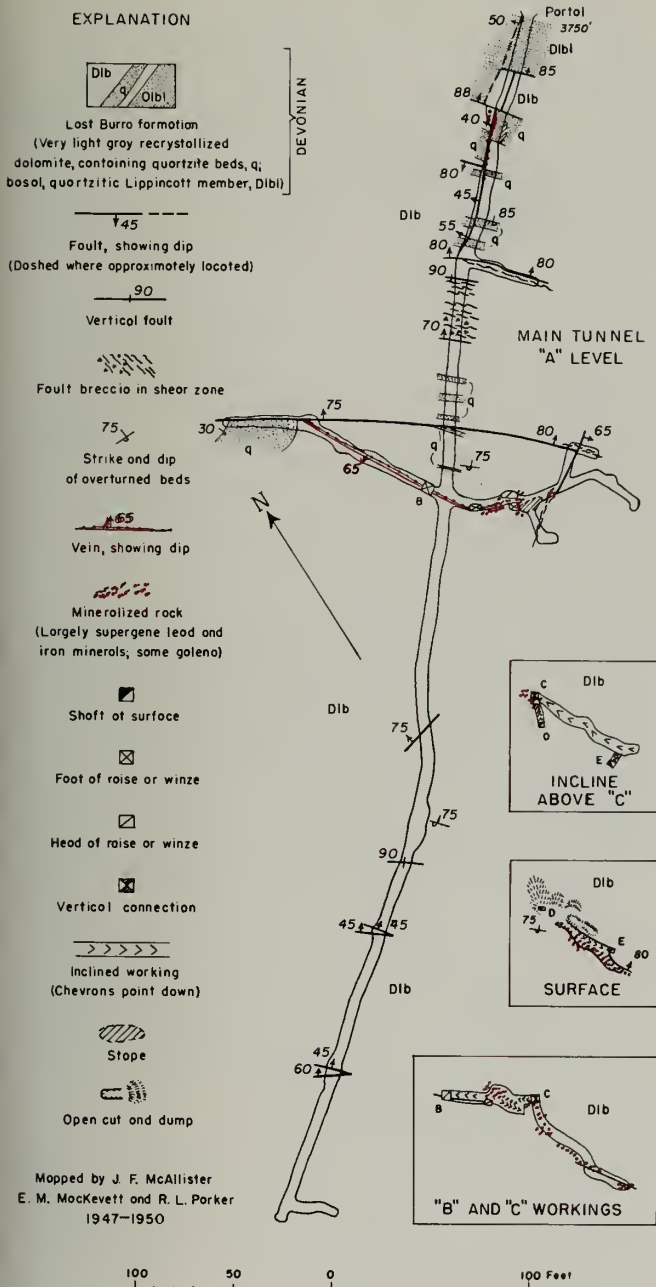 EXPLANATION
Dlb
q
Dlbl
Lost Burro formation
(Very light gray recrystallized
dolomite, containing quartzite beds, q;
basal, quartzitic Lippincott member, Dlbl)
DEVONIAN
45
Fault, showing dip
(Dashed where approximately located)
90
Vertical fault
Fault breccia in shear zone
75
Strike and dip
of overturned beds
65
Vein, showing dip
Mineralized rock
(Largely supergene lead and
iron minerals; some galena)
Shaft at surface
Foot of raise or winze
Head of raise or winze
Vertical connection
Inclined working
(Chevrons point down)
Stope
Open cut and dump
Mapped by J. F. McAllister
E. M. MacKevett and R. L. Parker
1947-1950
Portal
3750'
50
Dlbl
85
Dlb
88
40
q
q
80
q
45
Dlb
85
55
q
80
80
90
70
MAIN TUNNEL
"A" LEVEL
q
75
80
65
30
q
q
75
65
B
N
Dlb
75
75
90
45
45
Dlb
45
60
C
Dlb
D
E
INCLINE
ABOVE "C"
Dlb
D
75
E
80
SURFACE
B
C
Dlb
"B" AND "C" WORKINGS
100 50 0 100 Feet